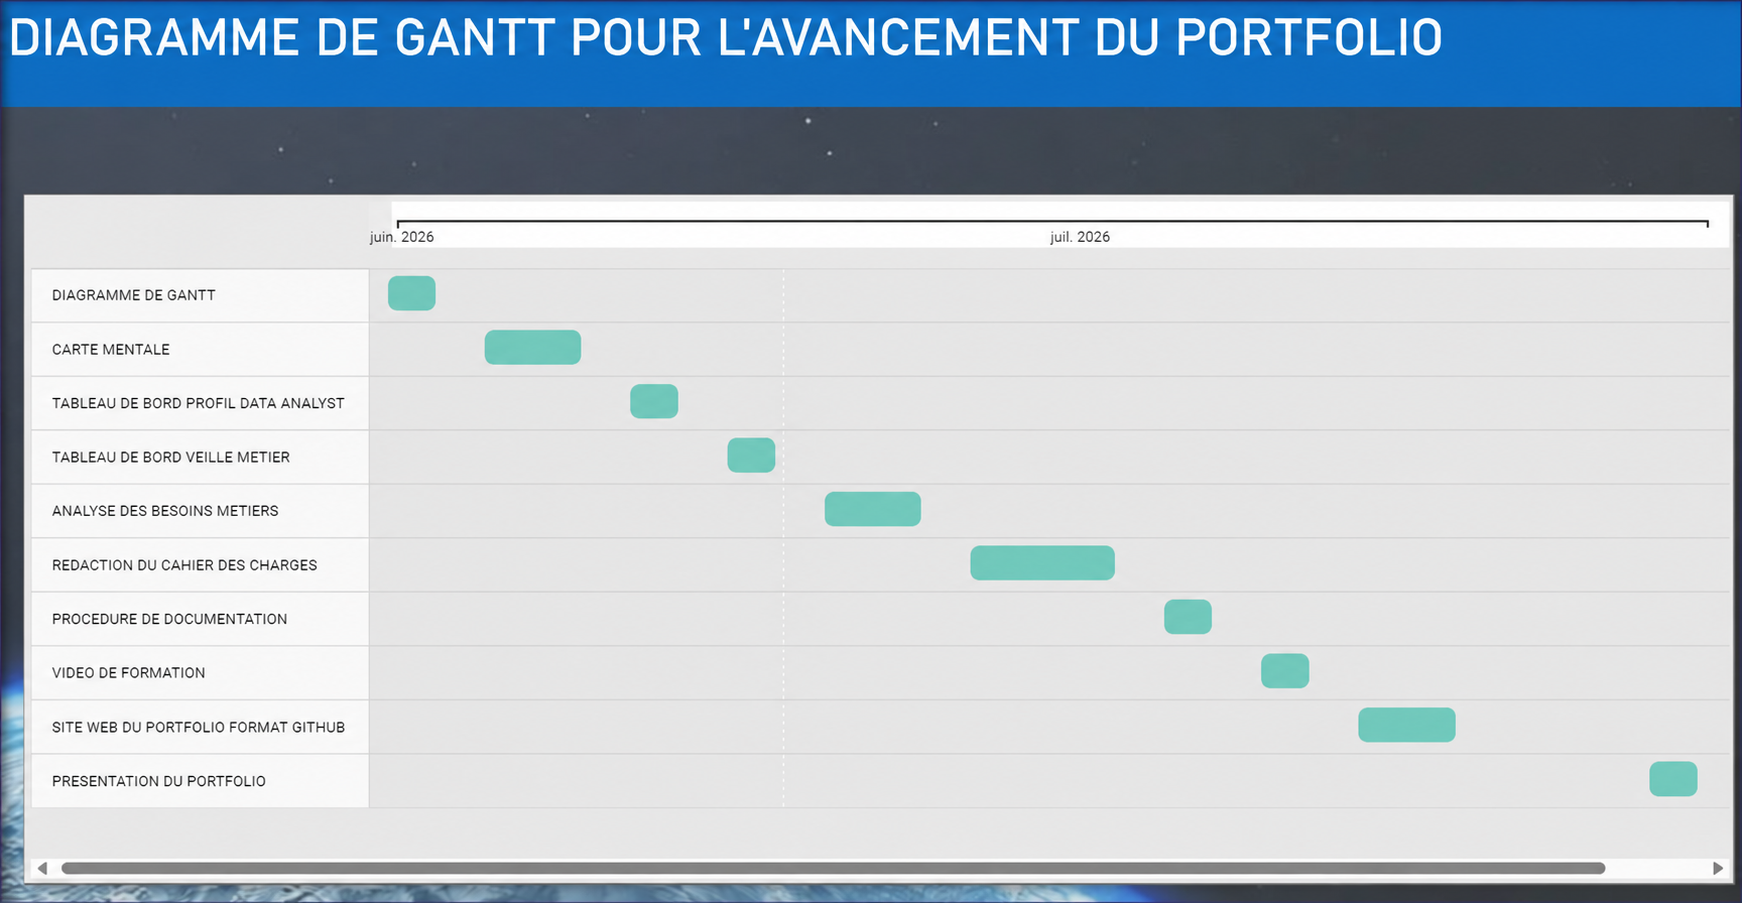 DIAGRAMME DE GANTT POUR L'AVANCEMENT DU PORTFOLIO
juin. 2026
juil. 2026
DIAGRAMME DE GANTT
CARTE MENTALE
TABLEAU DE BORD PROFIL DATA ANALYST
TABLEAU DE BORD VEILLE METIER
ANALYSE DES BESOINS METIERS
REDACTION DU CAHIER DES CHARGES
PROCEDURE DE DOCUMENTATION
VIDEO DE FORMATION
SITE WEB DU PORTFOLIO FORMAT GITHUB
PRESENTATION DU PORTFOLIO